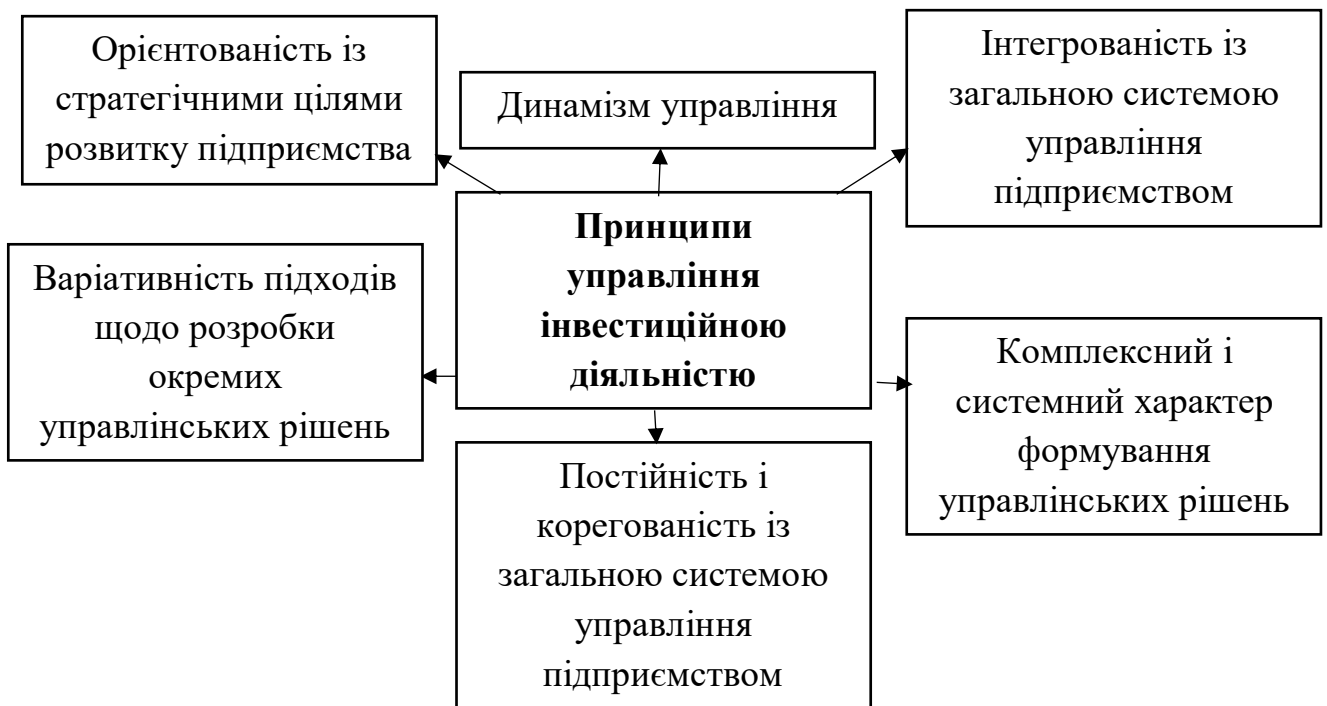 Орієнтованість із
стратегічними цілями
розвитку підприємства
Динамізм управління
Інтегрованість із
загальною системою
управління
підприємством
Принципи
управління
інвестиційною
діяльністю
Варіативність підходів
щодо розробки
окремих
управлінських рішень
Комплексний і
системний характер
формування
управлінських рішень
Постійність і
корегованість із
загальною системою
управління
підприємством